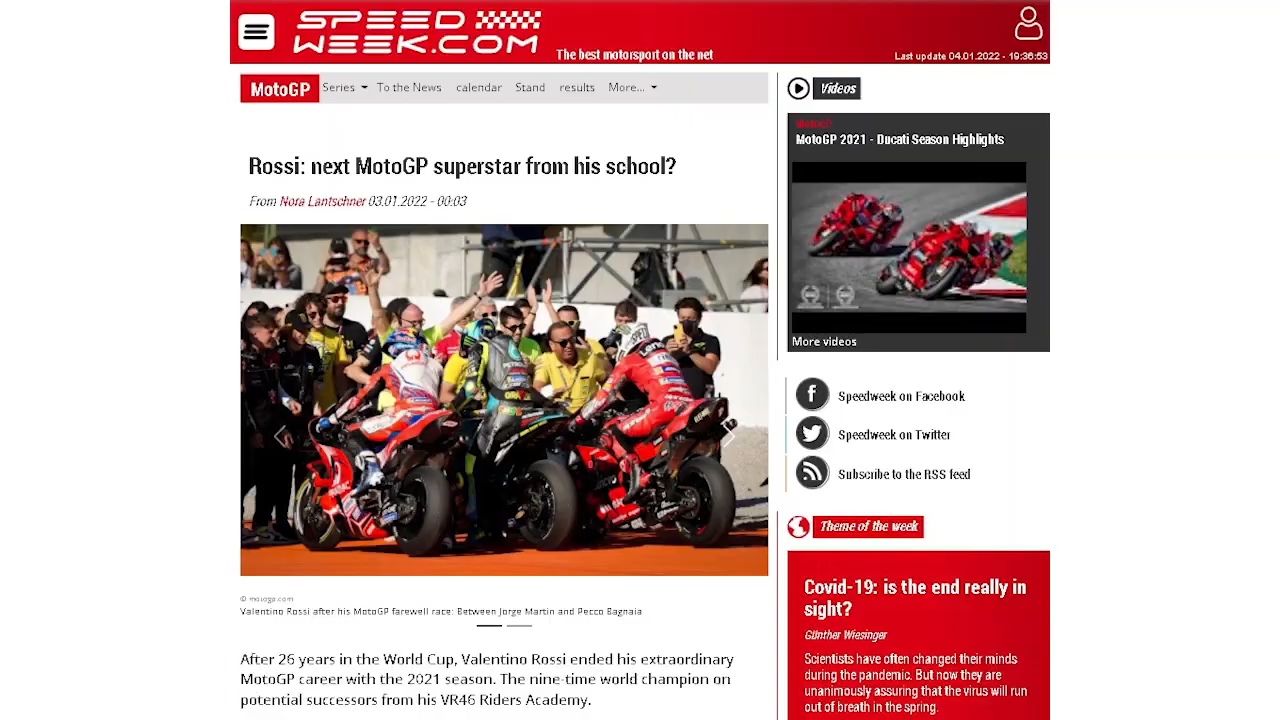 SPEED
WEEK.COM
The best motorsport on the net
Last update 04.01.2022 - 19:36:53
MotoGP Series To the News calendar Stand results More...
Videos
MotoGP
MotoGP 2021 - Ducati Season Highlights
More videos
Rossi: next MotoGP superstar from his school?
From Nora Lantschner 03.01.2022 - 00:03
© motogp.com
Valentino Rossi after his MotoGP farewell race: Between Jorge Martin and Pecco Bagnaia
After 26 years in the World Cup, Valentino Rossi ended his extraordinary
MotoGP career with the 2021 season. The nine-time world champion on
potential successors from his VR46 Riders Academy.
Speedweek on Facebook
Speedweek on Twitter
Subscribe to the RSS feed
Theme of the week
Covid-19: is the end really in
sight?
Günther Wiesinger
Scientists have often changed their minds
during the pandemic. But now they are
unanimously assuring that the virus will run
out of breath in the spring.